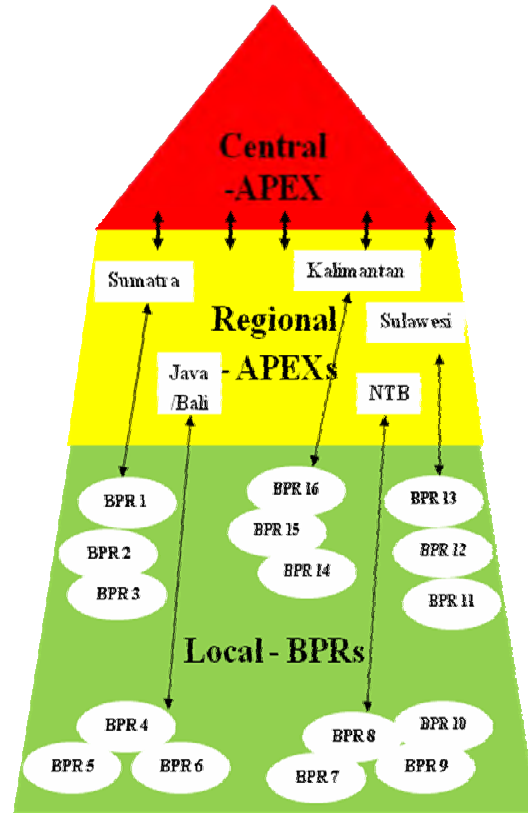 Central
-APEX
Sumatra
Kalimantan
Regional
- APEXs
Sulawesi
Java
/Bali
NTB
BPR 1
BPR 2
BPR 3
BPR 16
BPR 15
BPR 14
BPR 13
BPR 12
BPR 11
Local - BPRs
BPR 4
BPR 5
BPR 6
BPR 8
BPR 7
BPR 10
BPR 9